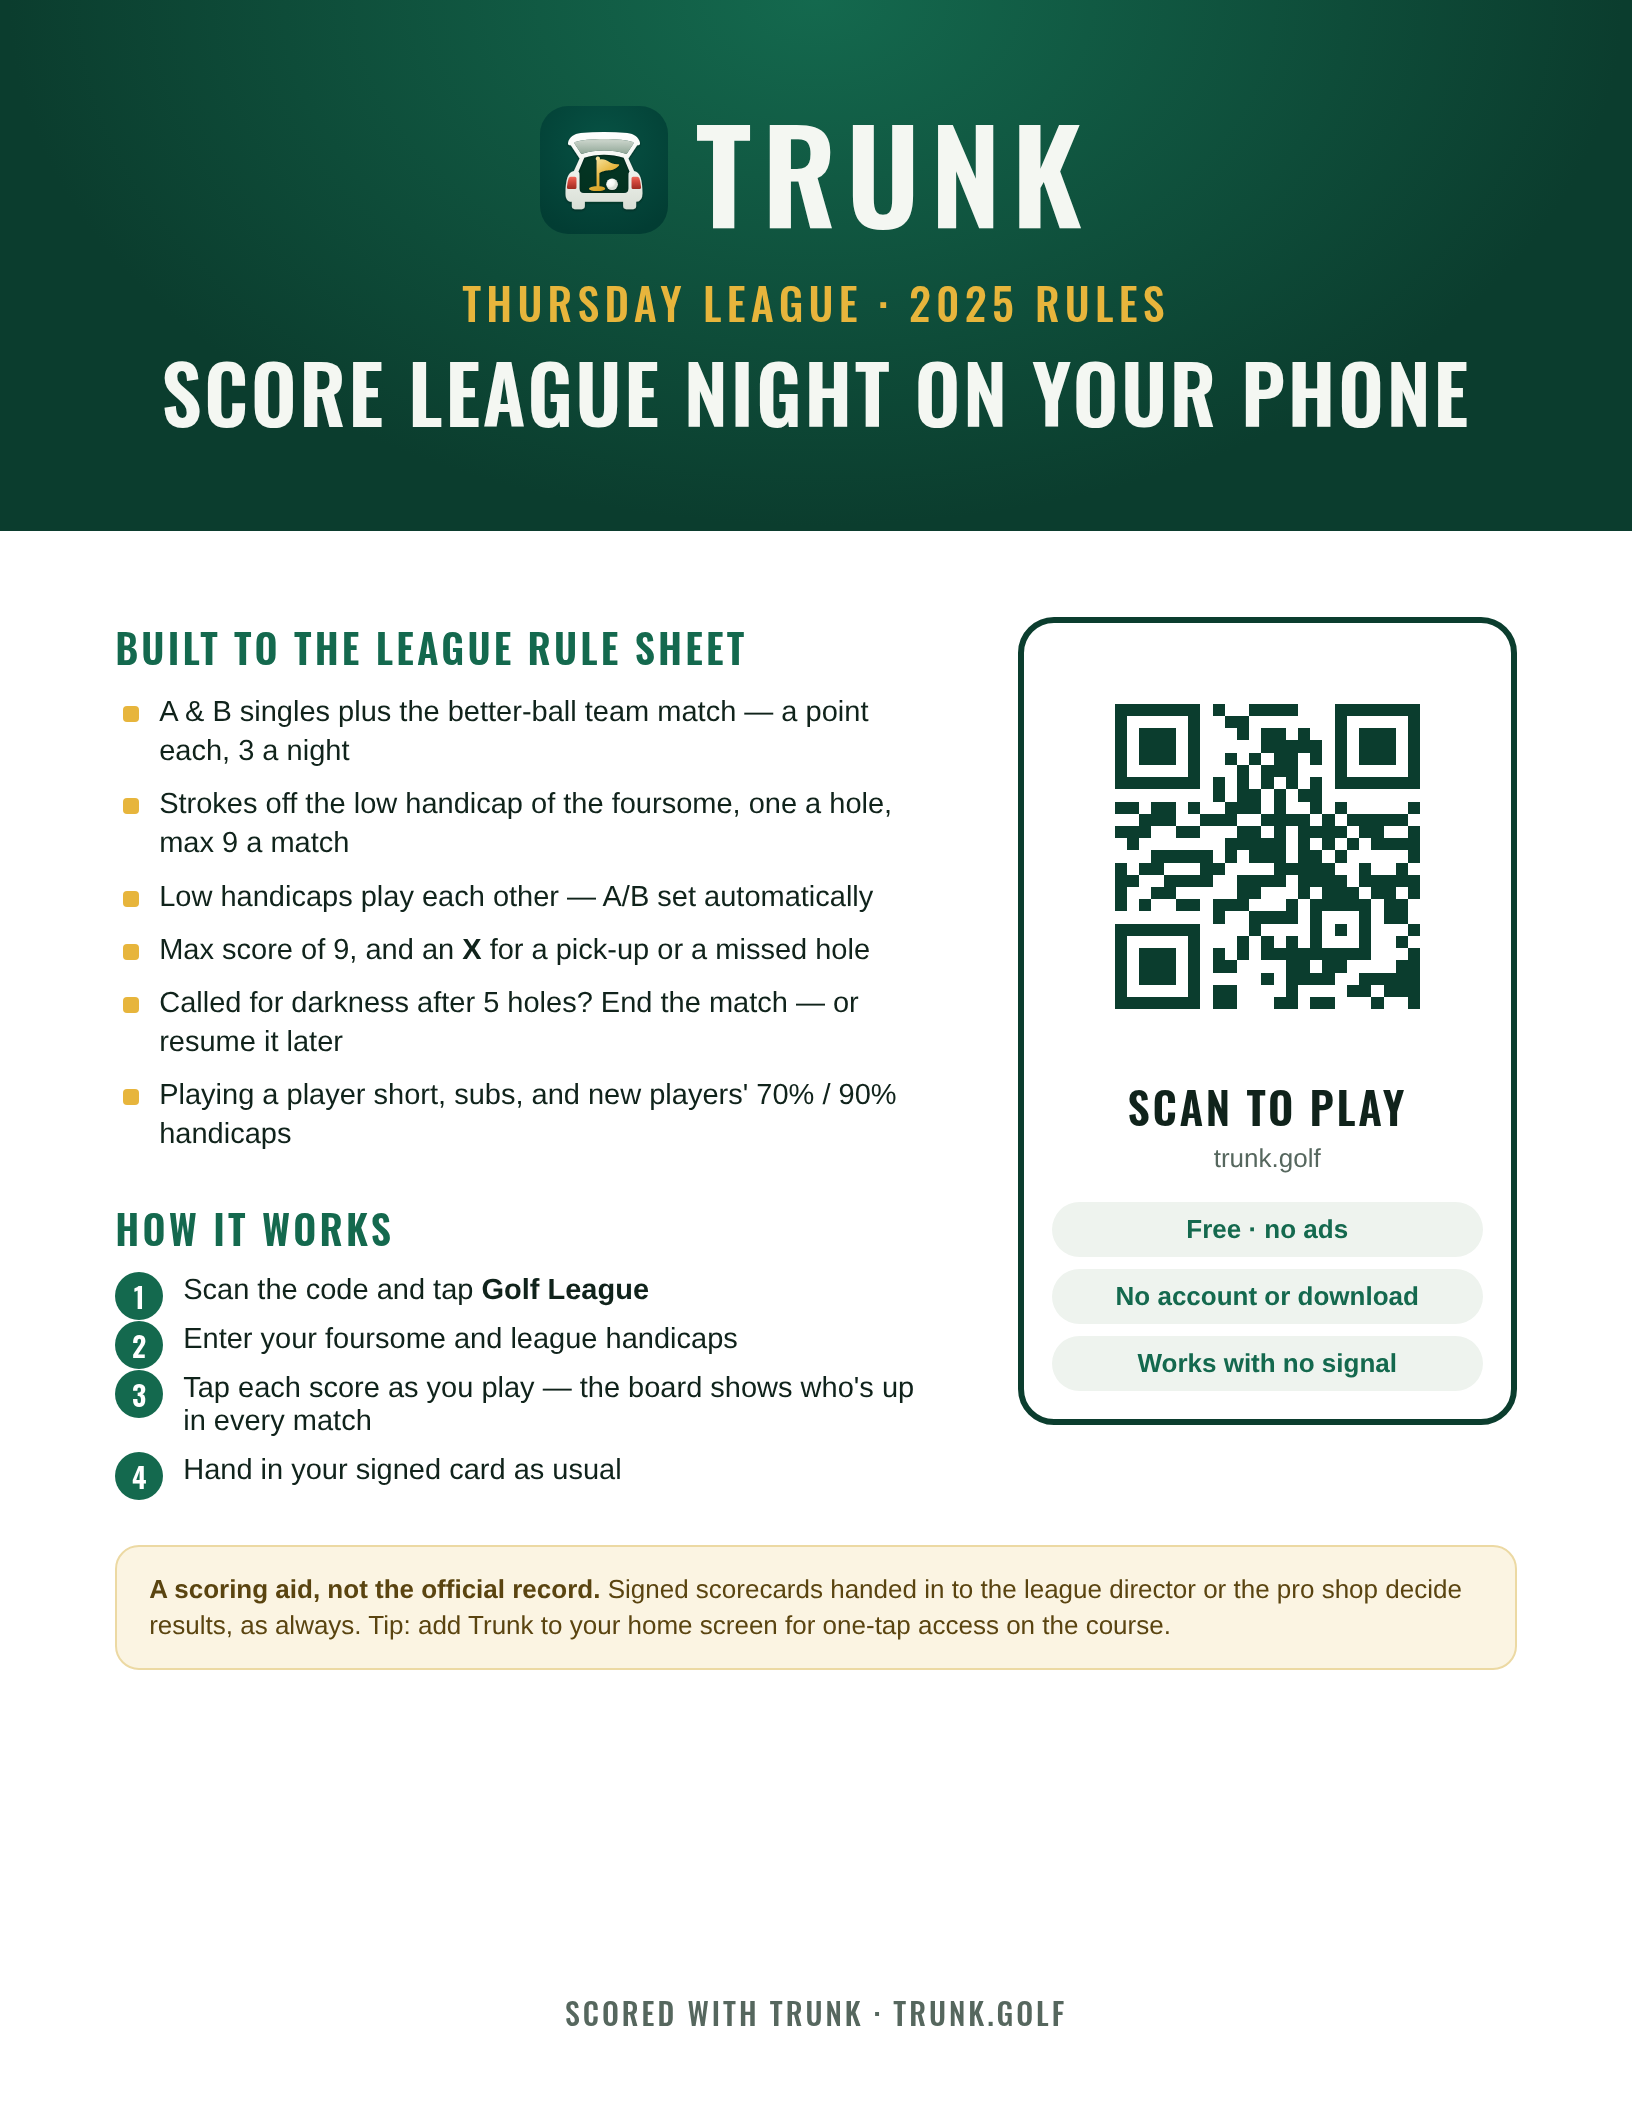 TRUNK
THURSDAY LEAGUE · 2025 RULES
SCORE LEAGUE NIGHT ON YOUR PHONE
BUILT TO THE LEAGUE RULE SHEET
A & B singles plus the better-ball team match — a point
each, 3 a night
Strokes off the low handicap of the foursome, one a hole,
max 9 a match
Low handicaps play each other — A/B set automatically
Max score of 9, and an X for a pick-up or a missed hole
Called for darkness after 5 holes? End the match — or
resume it later
Playing a player short, subs, and new players' 70% / 90%
handicaps
HOW IT WORKS
1 Scan the code and tap Golf League
2 Enter your foursome and league handicaps
3 Tap each score as you play — the board shows who's up
in every match
4 Hand in your signed card as usual
SCAN TO PLAY
trunk.golf
Free · no ads
No account or download
Works with no signal
A scoring aid, not the official record. Signed scorecards handed in to the league director or the pro shop decide
results, as always. Tip: add Trunk to your home screen for one-tap access on the course.
SCORED WITH TRUNK · TRUNK.GOLF